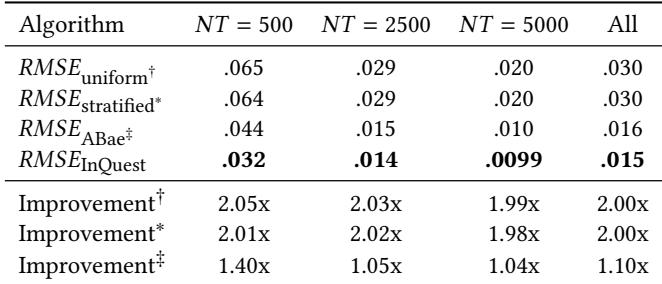 Algorithm NT = 500 NT = 2500 NT = 5000 All
RMSE_uniform† .065 .029 .020 .030
RMSE_stratified* .064 .029 .020 .030
RMSE_ABae‡ .044 .015 .010 .016
RMSE_InQuest .032 .014 .0099 .015
Improvement† 2.05x 2.03x 1.99x 2.00x
Improvement* 2.01x 2.02x 1.98x 2.00x
Improvement‡ 1.40x 1.05x 1.04x 1.10x